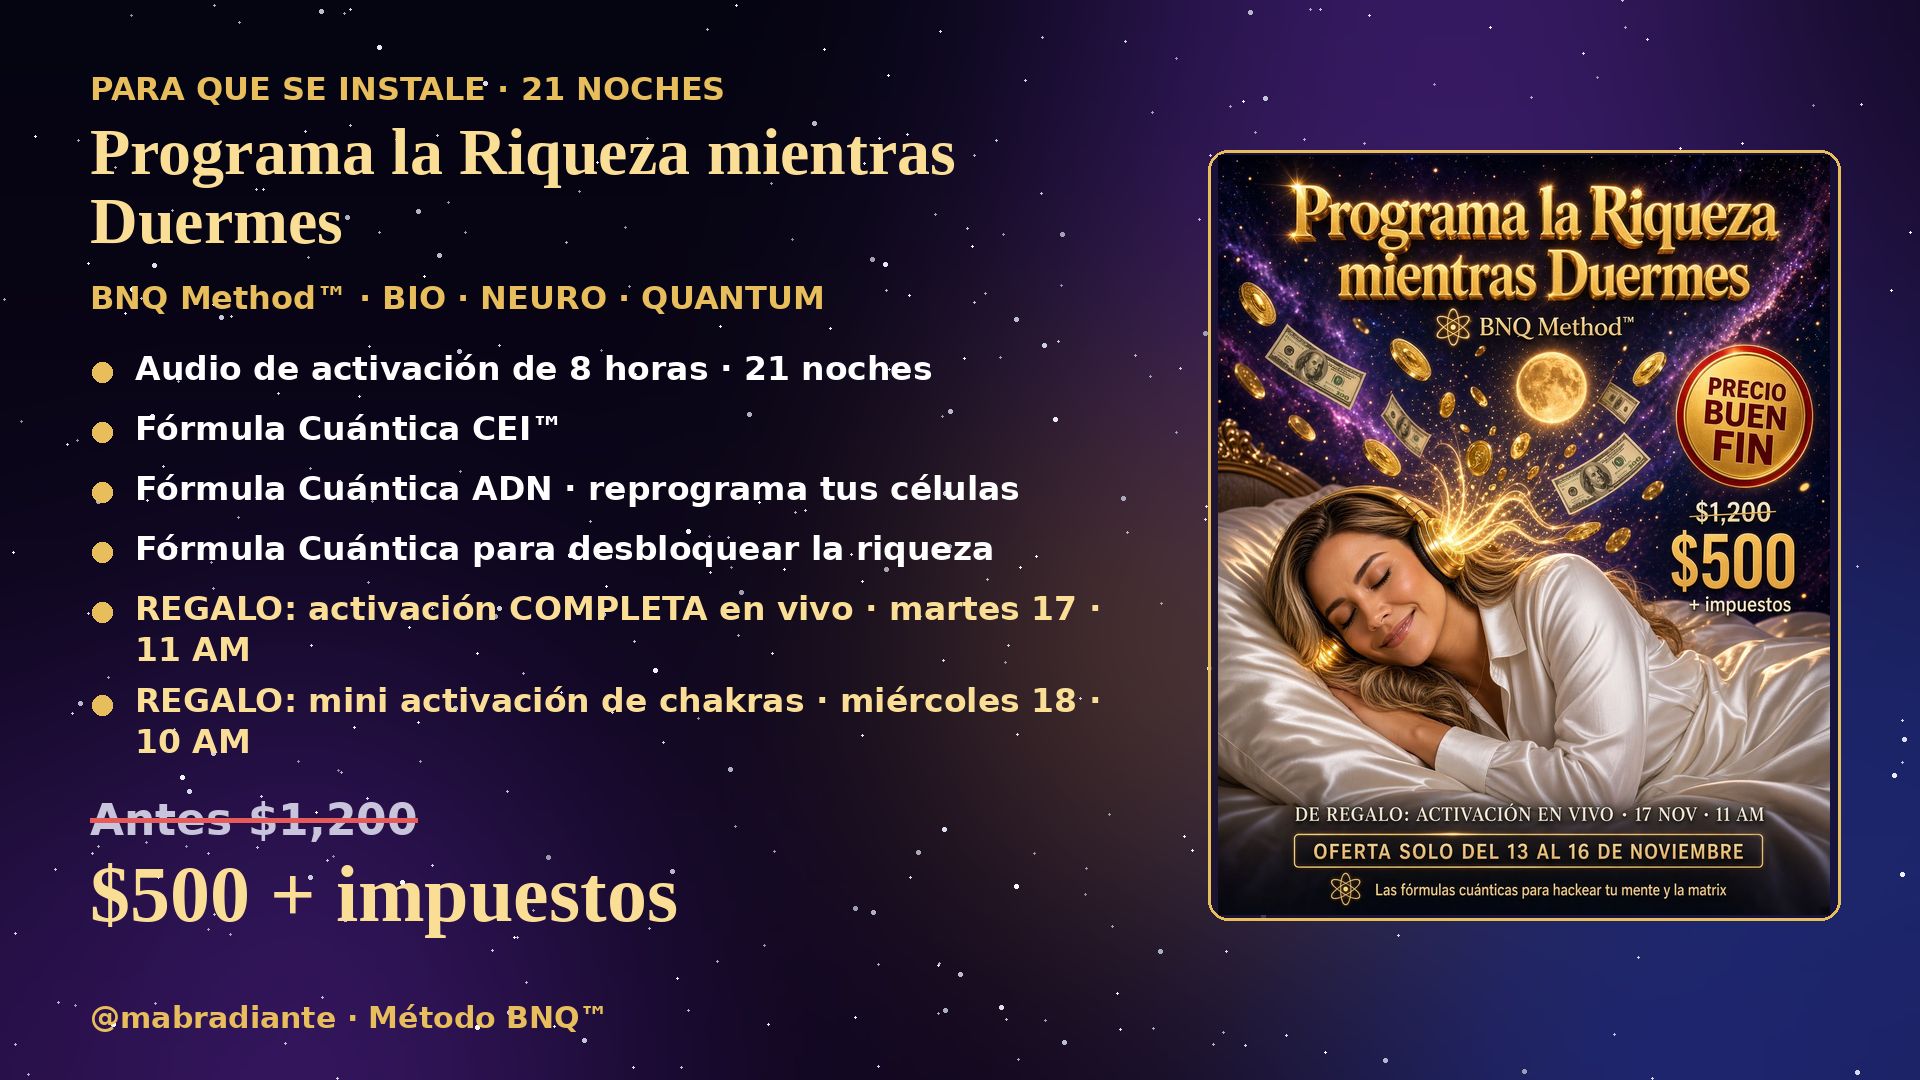 PARA QUE SE INSTALE · 21 NOCHES
Programa la Riqueza mientras
Duermes
BNQ Method™ · BIO · NEURO · QUANTUM
Audio de activación de 8 horas · 21 noches
Fórmula Cuántica CEI™
Fórmula Cuántica ADN · reprograma tus células
Fórmula Cuántica para desbloquear la riqueza
REGALO: activación COMPLETA en vivo · martes 17 ·
11 AM
REGALO: mini activación de chakras · miércoles 18 ·
10 AM
Antes $1,200
$500 + impuestos
@mabradiante · Método BNQ™
Programa la Riqueza
mientras Duermes
BNQ Method™
PRECIO
BUEN
FIN
$1,200
$500
+ impuestos
DE REGALO: ACTIVACIÓN EN VIVO · 17 NOV · 11 AM
OFERTA SOLO DEL 13 AL 16 DE NOVIEMBRE
Las fórmulas cuánticas para hackear tu mente y la matrix